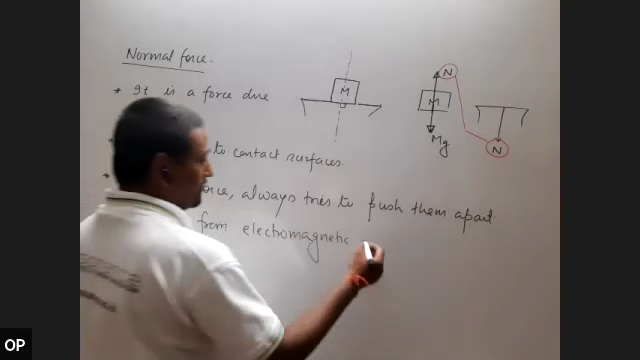 Normal force.
* It is a force due
to contact surfaces.
force, always tries to push them apart
from electromagnetic
M
N
M
Mg
N
OP